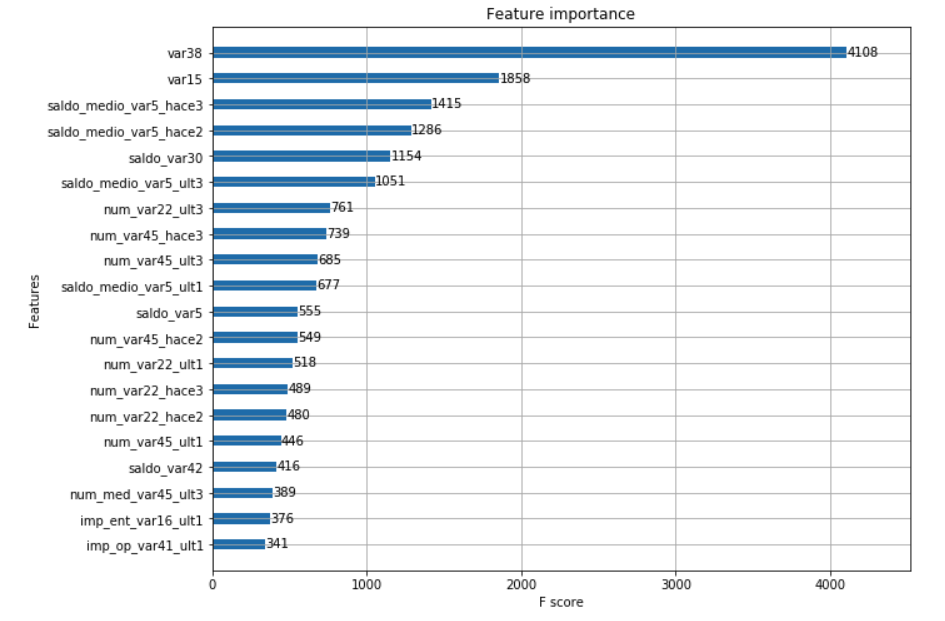 Feature importance
var38 4108
var15 1858
saldo_medio_var5_hace3 1415
saldo_medio_var5_hace2 1286
saldo_var30 1154
saldo_medio_var5_ult3 1051
num_var22_ult3 761
num_var45_hace3 739
num_var45_ult3 685
saldo_medio_var5_ult1 677
saldo_var5 555
num_var45_hace2 549
num_var22_ult1 518
num_var22_hace3 489
num_var22_hace2 480
num_var45_ult1 446
saldo_var42 416
num_med_var45_ult3 389
imp_ent_var16_ult1 376
imp_op_var41_ult1 341
Features
0 1000 2000 3000 4000
F score